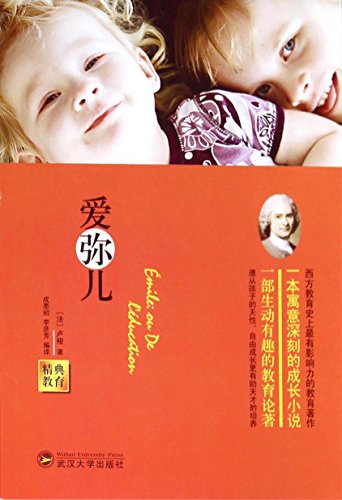 爱弥儿
Emile ou De
l'éducation
[法] 卢梭 著
成墨初 李彦芳 编译
精典
教育
西方教育史上最有影响力的教育著作
一本寓意深刻的成长小说
一部生动有趣的教育论著
遵从孩子的天性，自由成长更有助天才的培养
Wuhan University Press
武汉大学出版社